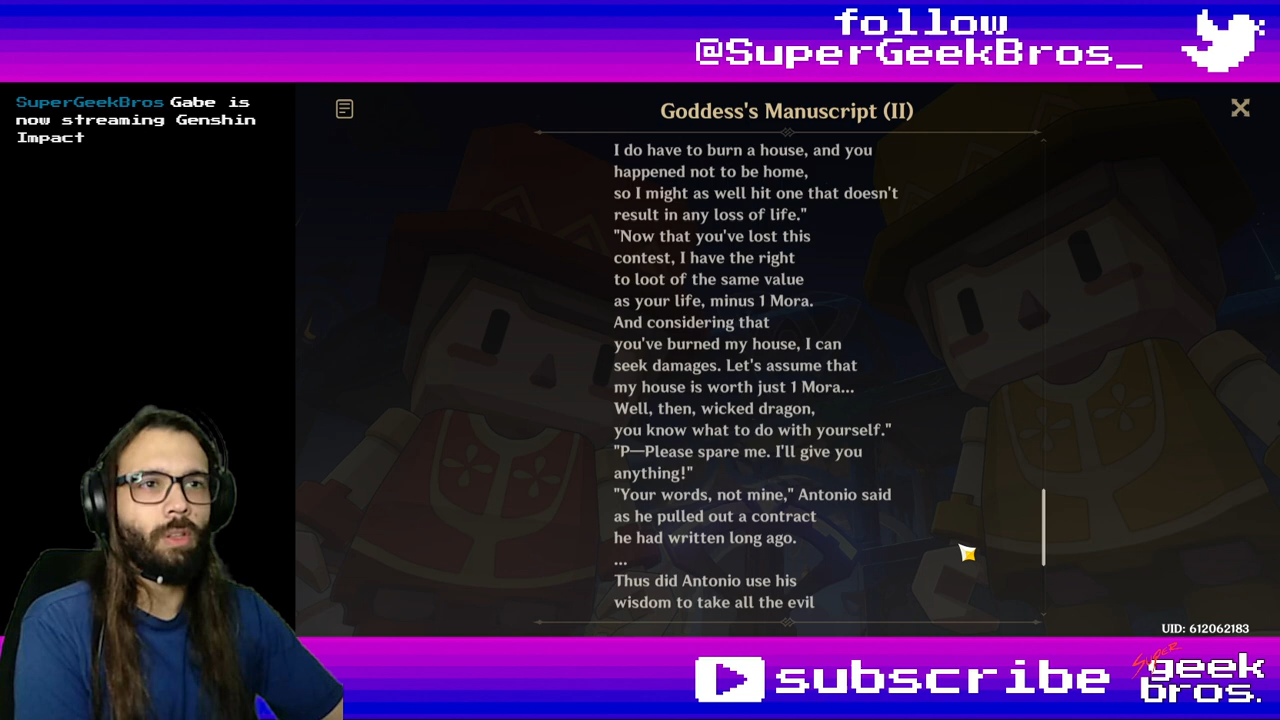 follow
@SuperGeekBros_
SuperGeekBros Gabe is
now streaming Genshin
Impact
Goddess's Manuscript (II)
I do have to burn a house, and you
happened not to be home,
so I might as well hit one that doesn't
result in any loss of life."
"Now that you've lost this
contest, I have the right
to loot of the same value
as your life, minus 1 Mora.
And considering that
you've burned my house, I can
seek damages. Let's assume that
my house is worth just 1 Mora...
Well, then, wicked dragon,
you know what to do with yourself."
"P—Please spare me. I'll give you
anything!"
"Your words, not mine," Antonio said
as he pulled out a contract
he had written long ago.
...
Thus did Antonio use his
wisdom to take all the evil
UID: 612062183
subscribe
super
geek
bros.